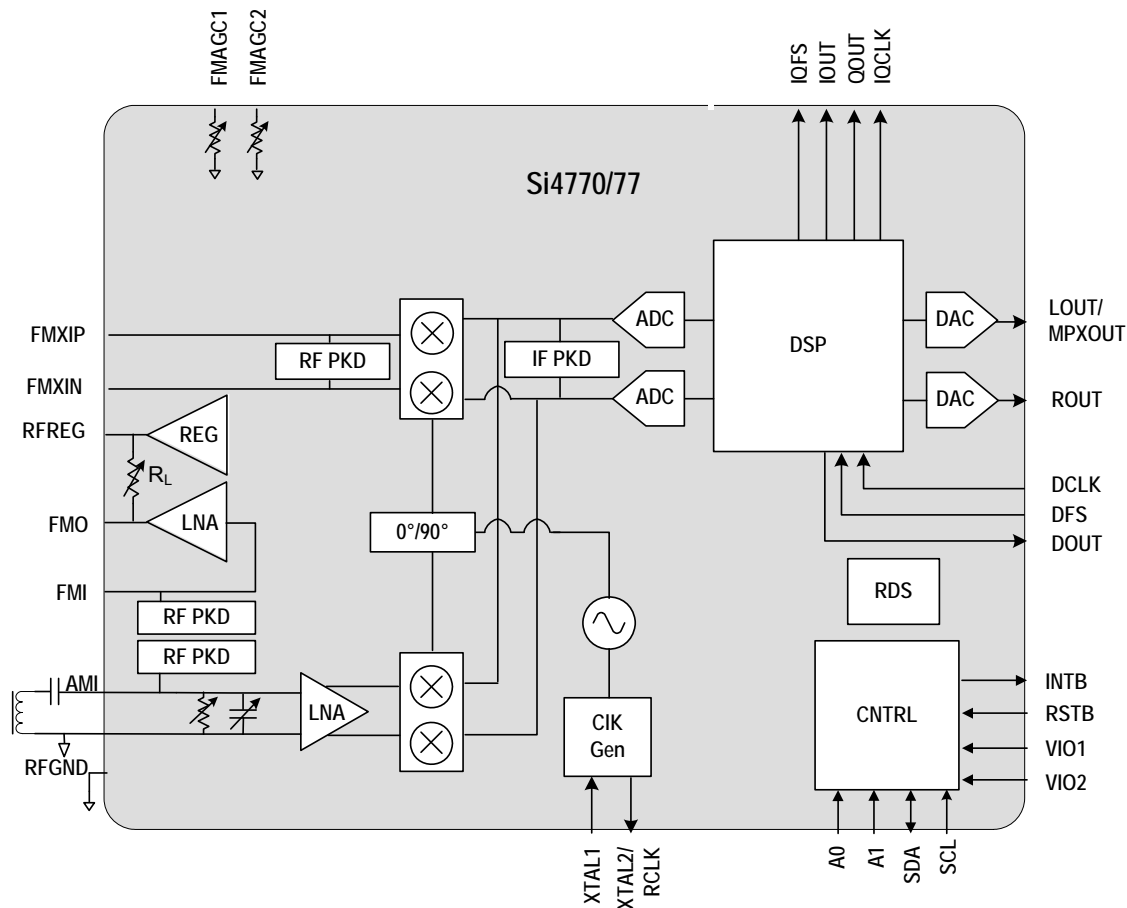 FMAGC1
FMAGC2
IQFS
IOUT
QOUT
IQCLK
Si4770/77
FMXIP
RF PKD
IF PKD
ADC
DSP
DAC
LOUT/
MPXOUT
FMXIN
ADC
DAC
ROUT
RFREG
REG
RL
FMO
LNA
0°/90°
DCLK
DFS
DOUT
FMI
RF PKD
RF PKD
RDS
AMI
LNA
ClK
Gen
CNTRL
INTB
RSTB
VIO1
VIO2
RFGND
XTAL1
XTAL2/
RCLK
A0
A1
SDA
SCL